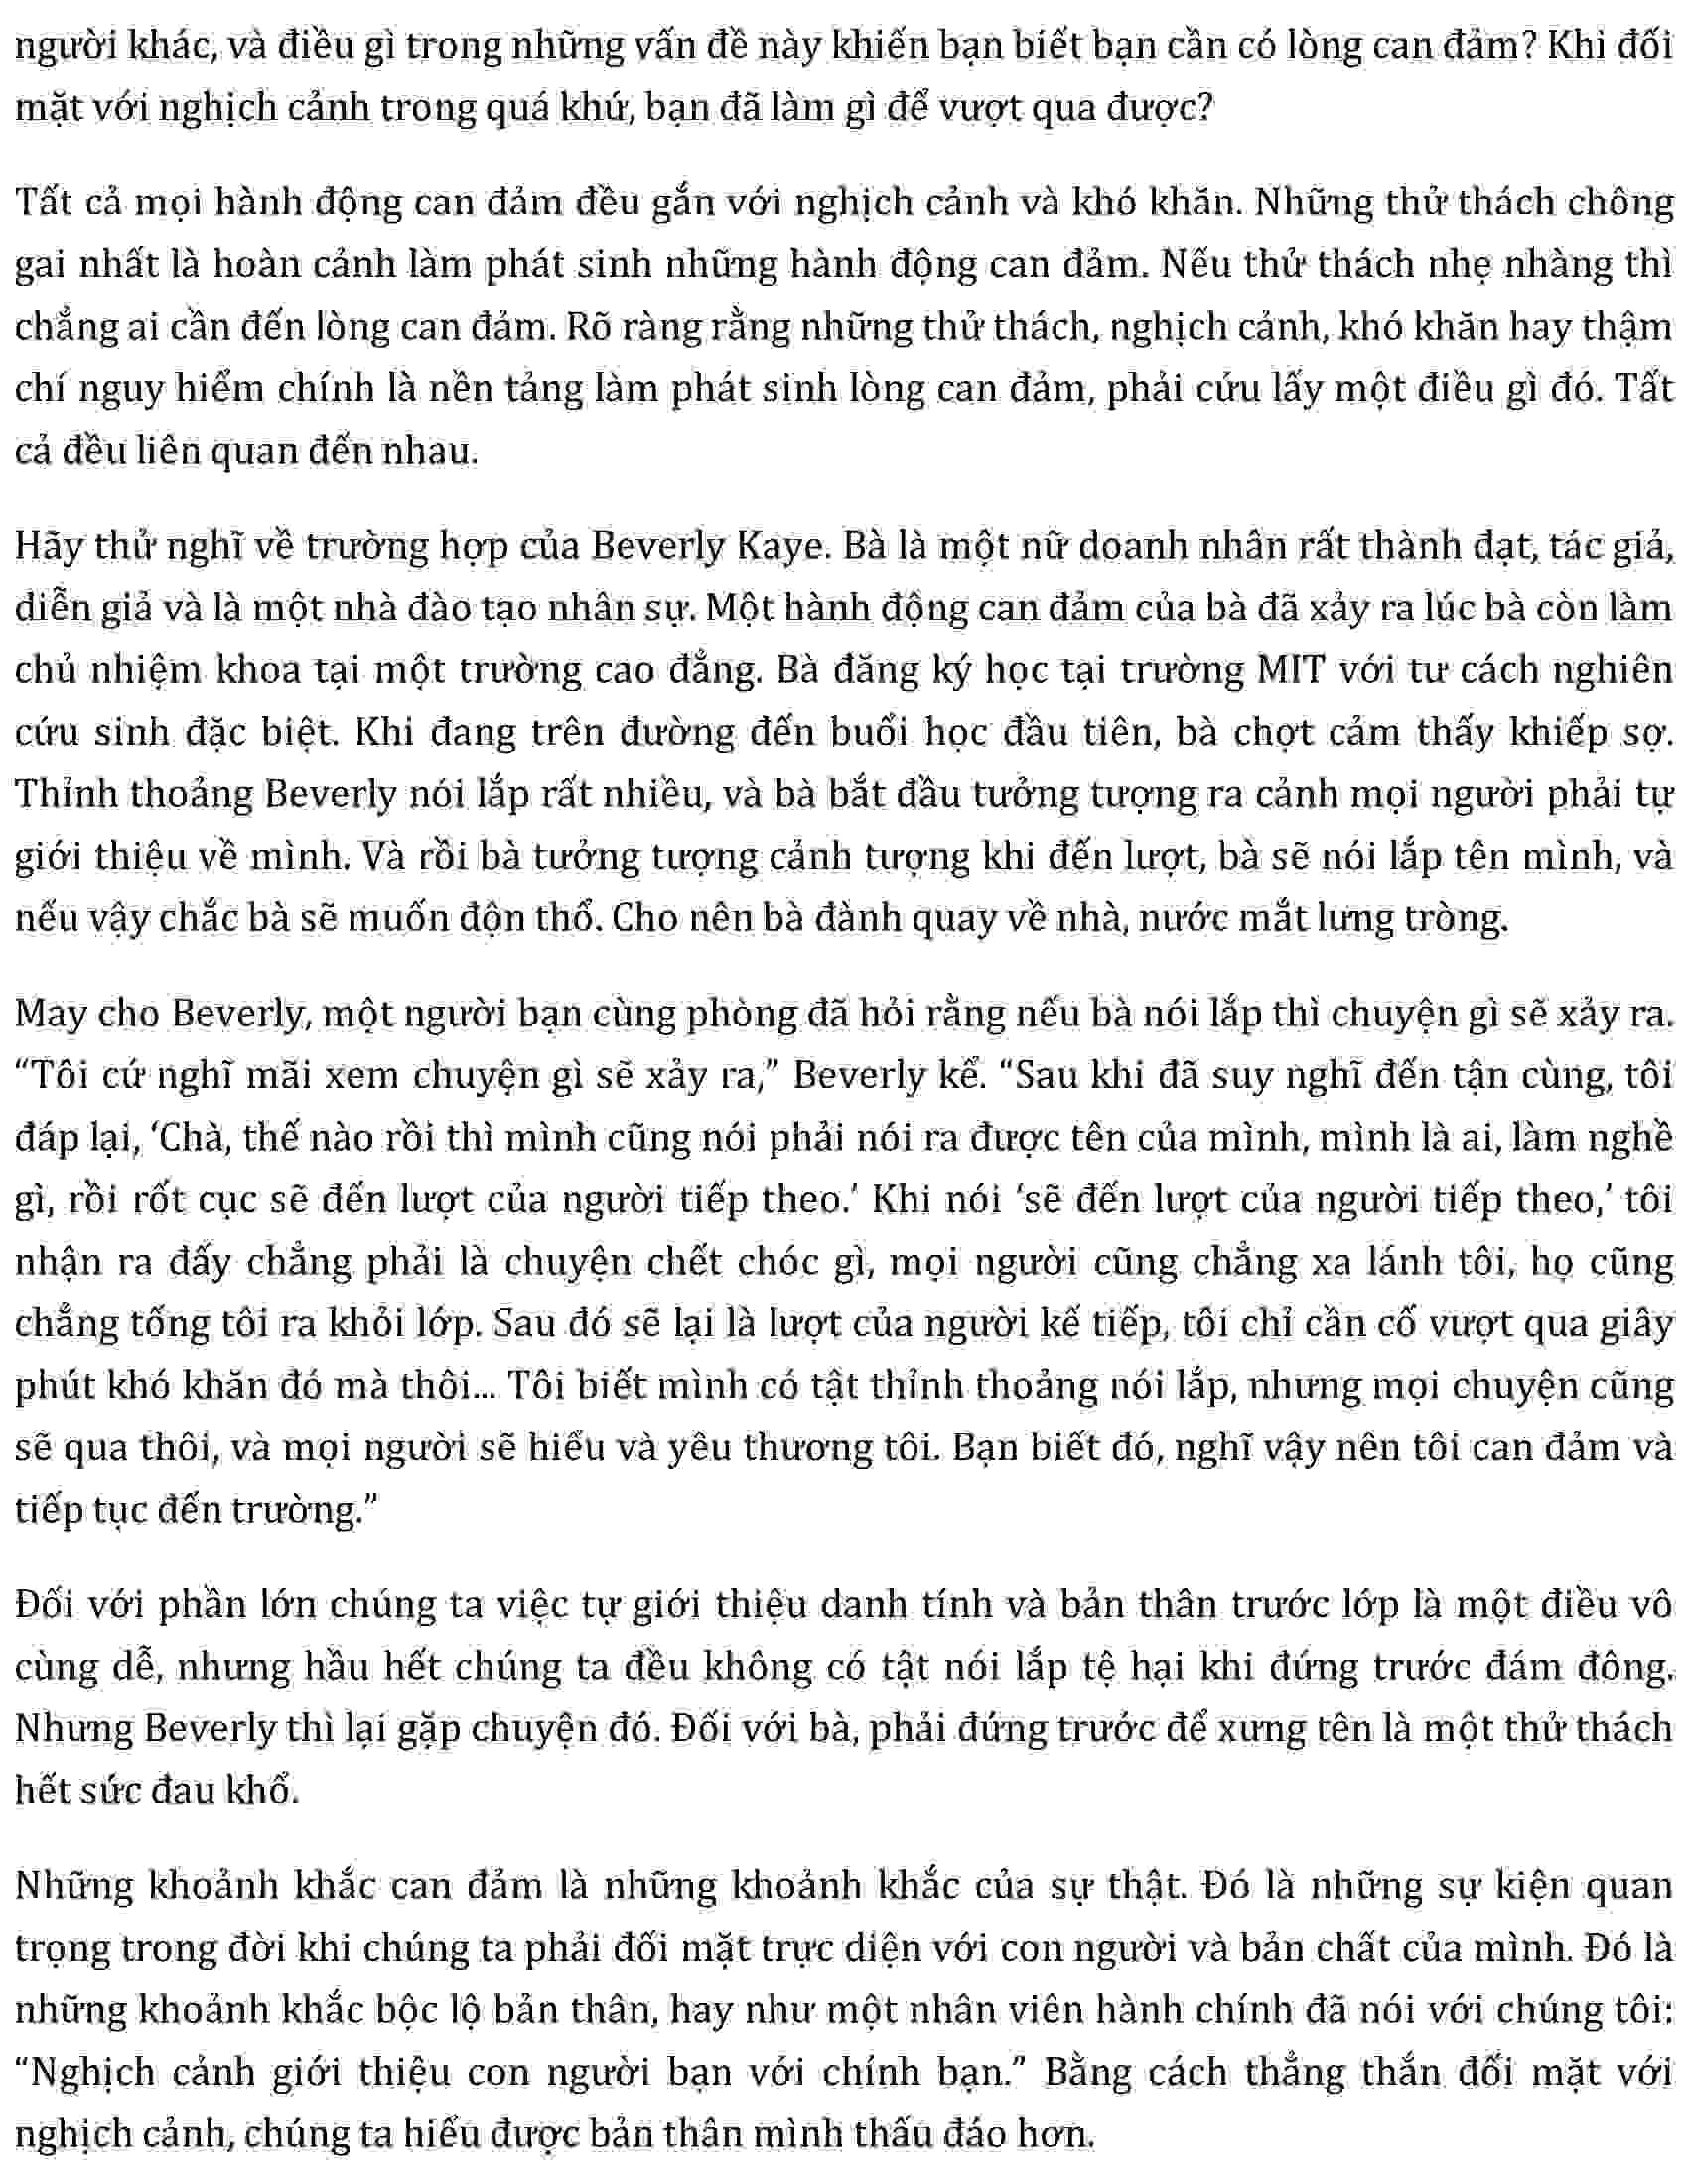 người khác, và điều gì trong những vấn đề này khiến bạn biết bạn cần có lòng can đảm? Khi đối
mặt với nghịch cảnh trong quá khứ, bạn đã làm gì để vượt qua được?
Tất cả mọi hành động can đảm đều gắn với nghịch cảnh và khó khăn. Những thử thách chông
gai nhất là hoàn cảnh làm phát sinh những hành động can đảm. Nếu thử thách nhẹ nhàng thì
chẳng ai cần đến lòng can đảm. Rõ ràng rằng những thử thách, nghịch cảnh, khó khăn hay thậm
chí nguy hiểm chính là nền tảng làm phát sinh lòng can đảm, phải cứu lấy một điều gì đó. Tất
cả đều liên quan đến nhau.
Hãy thử nghĩ về trường hợp của Beverly Kaye. Bà là một nữ doanh nhân rất thành đạt, tác giả,
diễn giả và là một nhà đào tạo nhân sự. Một hành động can đảm của bà đã xảy ra lúc bà còn làm
chủ nhiệm khoa tại một trường cao đẳng. Bà đăng ký học tại trường MIT với tư cách nghiên
cứu sinh đặc biệt. Khi đang trên đường đến buổi học đầu tiên, bà chợt cảm thấy khiếp sợ.
Thỉnh thoảng Beverly nói lắp rất nhiều, và bà bắt đầu tưởng tượng ra cảnh mọi người phải tự
giới thiệu về mình. Và rồi bà tưởng tượng cảnh tượng khi đến lượt, bà sẽ nói lắp tên mình, và
nếu vậy chắc bà sẽ muốn độn thổ. Cho nên bà đành quay về nhà, nước mắt lưng tròng.
May cho Beverly, một người bạn cùng phòng đã hỏi rằng nếu bà nói lắp thì chuyện gì sẽ xảy ra.
“Tôi cứ nghĩ mãi xem chuyện gì sẽ xảy ra,” Beverly kể. “Sau khi đã suy nghĩ đến tận cùng, tôi
đáp lại, ‘Chà, thế nào rồi thì mình cũng nói phải nói ra được tên của mình, mình là ai, làm nghề
gì, rồi rốt cục sẽ đến lượt của người tiếp theo.’ Khi nói ‘sẽ đến lượt của người tiếp theo,’ tôi
nhận ra đấy chẳng phải là chuyện chết chóc gì, mọi người cũng chẳng xa lánh tôi, họ cũng
chẳng tống tôi ra khỏi lớp. Sau đó sẽ lại là lượt của người kế tiếp, tôi chỉ cần cố vượt qua giây
phút khó khăn đó mà thôi... Tôi biết mình có tật thỉnh thoảng nói lắp, nhưng mọi chuyện cũng
sẽ qua thôi, và mọi người sẽ hiểu và yêu thương tôi. Bạn biết đó, nghĩ vậy nên tôi can đảm và
tiếp tục đến trường.”
Đối với phần lớn chúng ta việc tự giới thiệu danh tính và bản thân trước lớp là một điều vô
cùng dễ, nhưng hầu hết chúng ta đều không có tật nói lắp tệ hại khi đứng trước đám đông.
Nhưng Beverly thì lại gặp chuyện đó. Đối với bà, phải đứng trước để xưng tên là một thử thách
hết sức đau khổ.
Những khoảnh khắc can đảm là những khoảnh khắc của sự thật. Đó là những sự kiện quan
trọng trong đời khi chúng ta phải đối mặt trực diện với con người và bản chất của mình. Đó là
những khoảnh khắc bộc lộ bản thân, hay như một nhân viên hành chính đã nói với chúng tôi:
“Nghịch cảnh giới thiệu con người bạn với chính bạn.” Bằng cách thẳng thắn đối mặt với
nghịch cảnh, chúng ta hiểu được bản thân mình thấu đáo hơn.